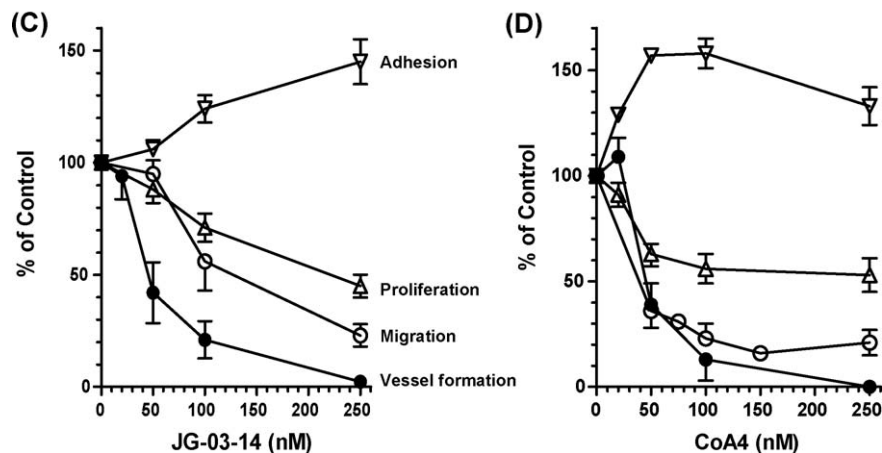 (C)
% of Control
150
100
50
0
0 50 100 150 200 250
JG-03-14 (nM)
Adhesion
Proliferation
Migration
Vessel formation
(D)
% of Control
150
100
50
0
0 50 100 150 200 250
CoA4 (nM)